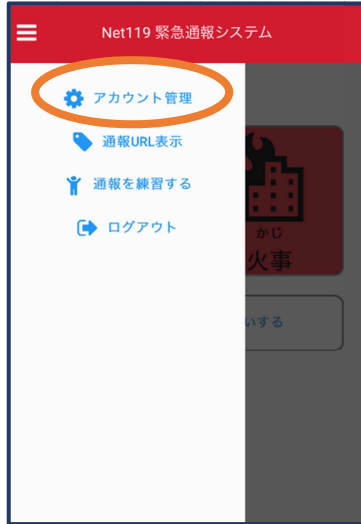 Net119 緊急通報システム
アカウント管理
通報URL表示
通報を練習する
ログアウト
かじ
火事
いする